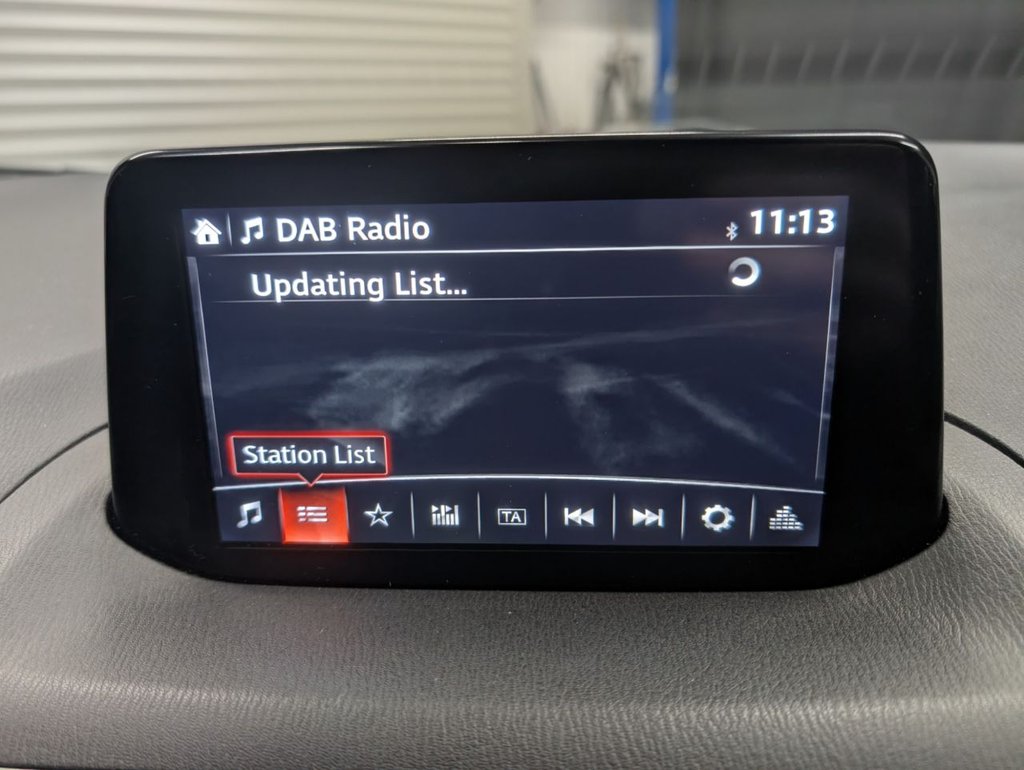 DAB Radio 11:13
Updating List...
Station List
TA